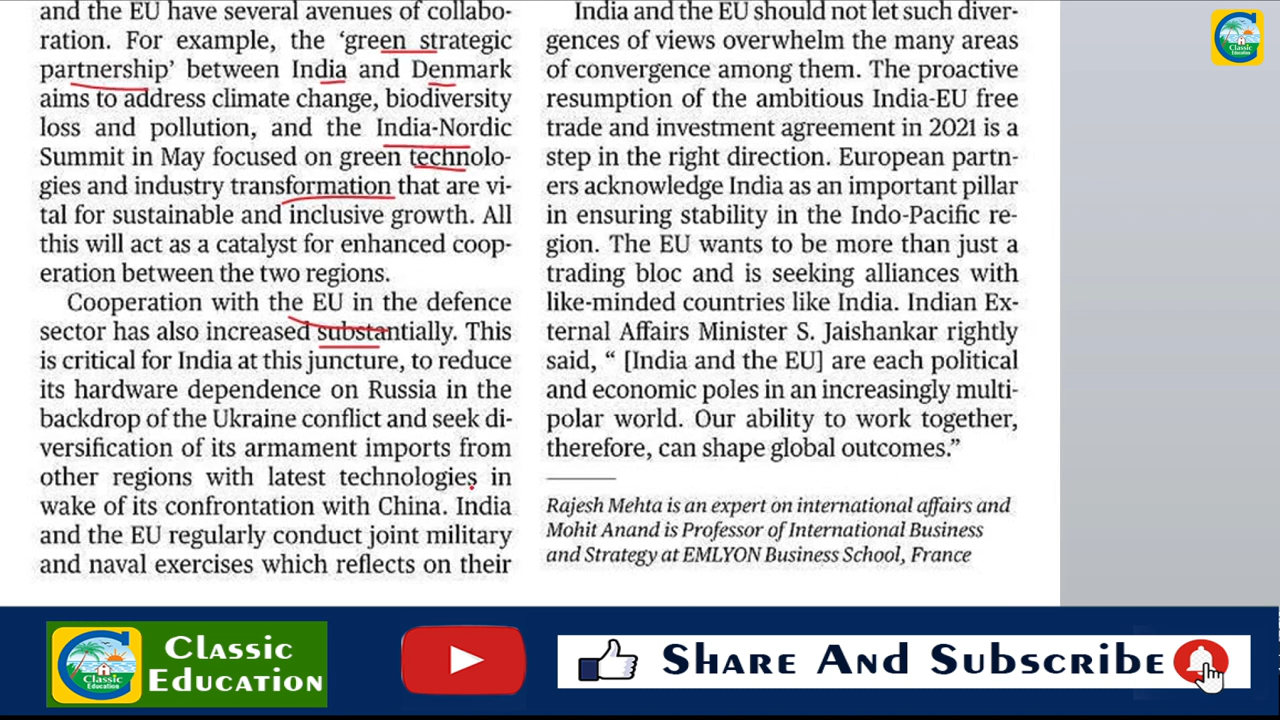 and the EU have several avenues of collabo-
ration. For example, the ‘green strategic
partnership’ between India and Denmark
aims to address climate change, biodiversity
loss and pollution, and the India-Nordic
Summit in May focused on green technolo-
gies and industry transformation that are vi-
tal for sustainable and inclusive growth. All
this will act as a catalyst for enhanced coop-
eration between the two regions.
Cooperation with the EU in the defence
sector has also increased substantially. This
is critical for India at this juncture, to reduce
its hardware dependence on Russia in the
backdrop of the Ukraine conflict and seek di-
versification of its armament imports from
other regions with latest technologies in
wake of its confrontation with China. India
and the EU regularly conduct joint military
and naval exercises which reflects on their
India and the EU should not let such diver-
gences of views overwhelm the many areas
of convergence among them. The proactive
resumption of the ambitious India-EU free
trade and investment agreement in 2021 is a
step in the right direction. European partn-
ers acknowledge India as an important pillar
in ensuring stability in the Indo-Pacific re-
gion. The EU wants to be more than just a
trading bloc and is seeking alliances with
like-minded countries like India. Indian Ex-
ternal Affairs Minister S. Jaishankar rightly
said, “ [India and the EU] are each political
and economic poles in an increasingly multi-
polar world. Our ability to work together,
therefore, can shape global outcomes.”
Rajesh Mehta is an expert on international affairs and
Mohit Anand is Professor of International Business
and Strategy at EMLYON Business School, France
Classic
Education
Classic
Education
Classic
Education
Share And Subscribe